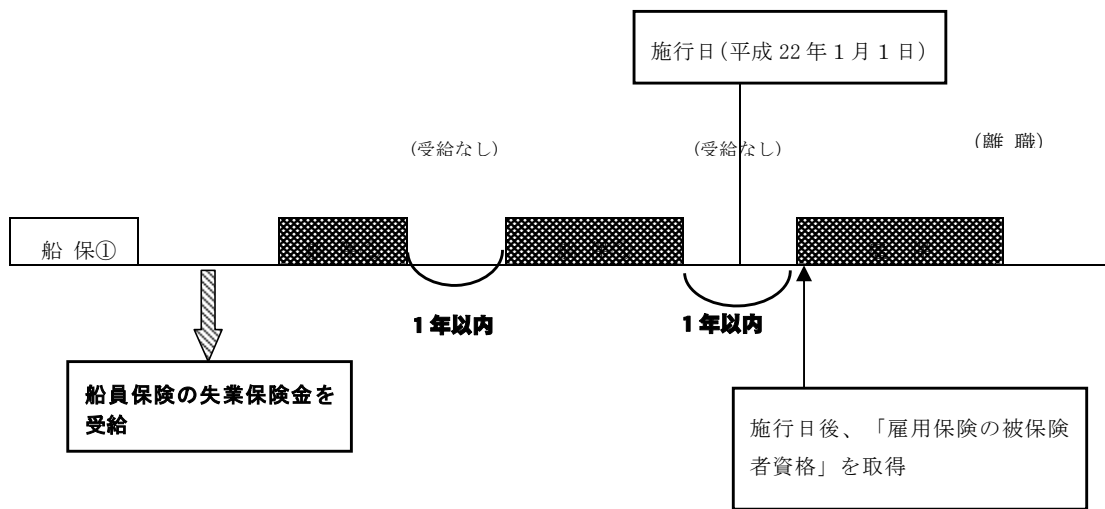 施行日(平成 22 年 1 月 1 日)
(受給なし)
(受給なし)
(離 職)
船 保①
1 年以内
1 年以内
船員保険の失業保険金を
受給
施行日後、「雇用保険の被保険
者資格」を取得